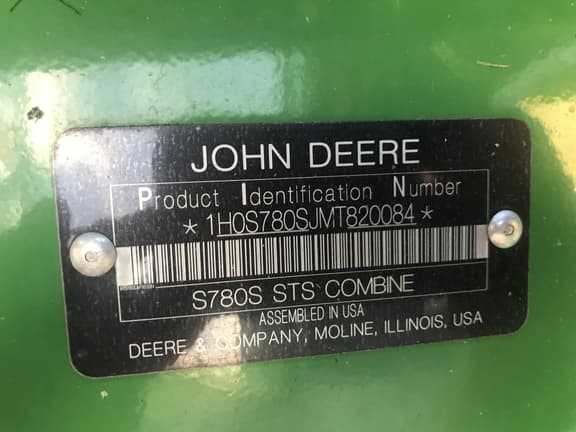 JOHN DEERE
Product Identification Number
*1H0S780SJMT820084*
S780S STS COMBINE
ASSEMBLED IN USA
DEERE & COMPANY, MOLINE, ILLINOIS, USA